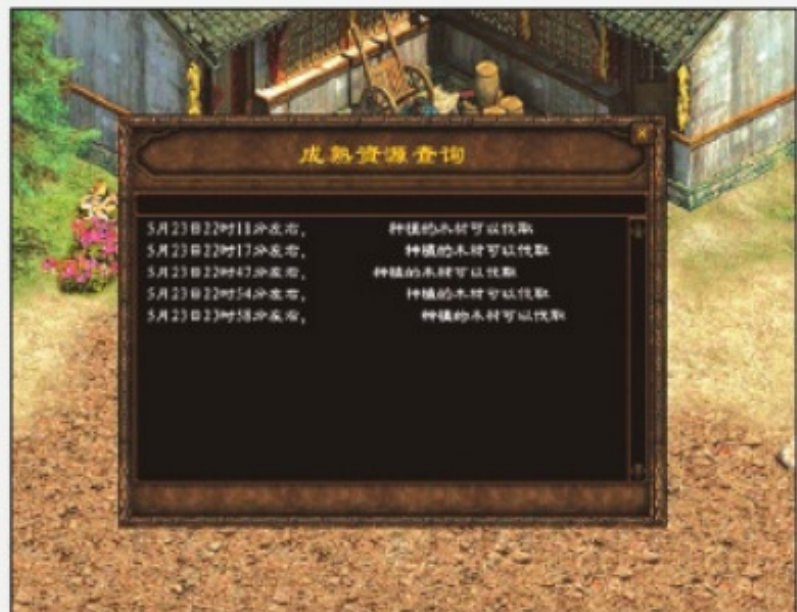 成熟資源查询
5月23日22时11分左右， 种植的木材可以伐取
5月23日22时17分左右， 种植的木材可以伐取
5月23日22时47分左右， 种植的木材可以伐取
5月23日22时54分左右， 种植的木材可以伐取
5月23日23时58分左右， 种植的木材可以伐取